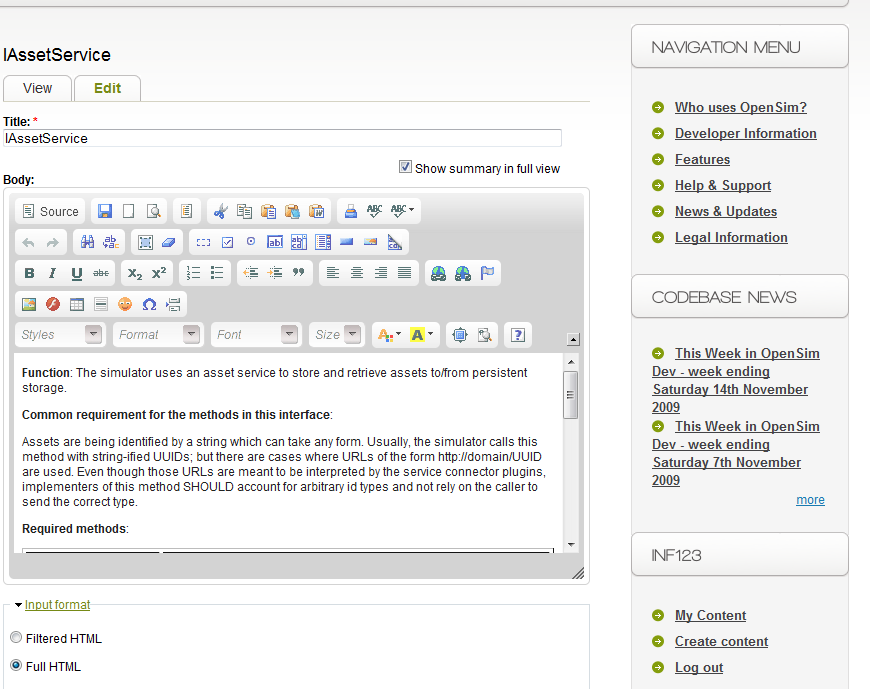 IAssetService
View
Edit
Title: *
IAssetService
Show summary in full view
Body:
Source
ABC
ABC
B I U abc X2 X²
Styles
Format
Font
Size
A
A
?
Function: The simulator uses an asset service to store and retrieve assets to/from persistent
storage.
Common requirement for the methods in this interface:
Assets are being identified by a string which can take any form. Usually, the simulator calls this
method with string-ified UUIDs; but there are cases where URLs of the form http://domain/UUID
are used. Even though those URLs are meant to be interpreted by the service connector plugins,
implementers of this method SHOULD account for arbitrary id types and not rely on the caller to
send the correct type.
Required methods:
Input format
Filtered HTML
Full HTML
NAVIGATION MENU
Who uses OpenSim?
Developer Information
Features
Help & Support
News & Updates
Legal Information
CODEBASE NEWS
This Week in OpenSim
Dev - week ending
Saturday 14th November
2009
This Week in OpenSim
Dev - week ending
Saturday 7th November
2009
more
INF123
My Content
Create content
Log out